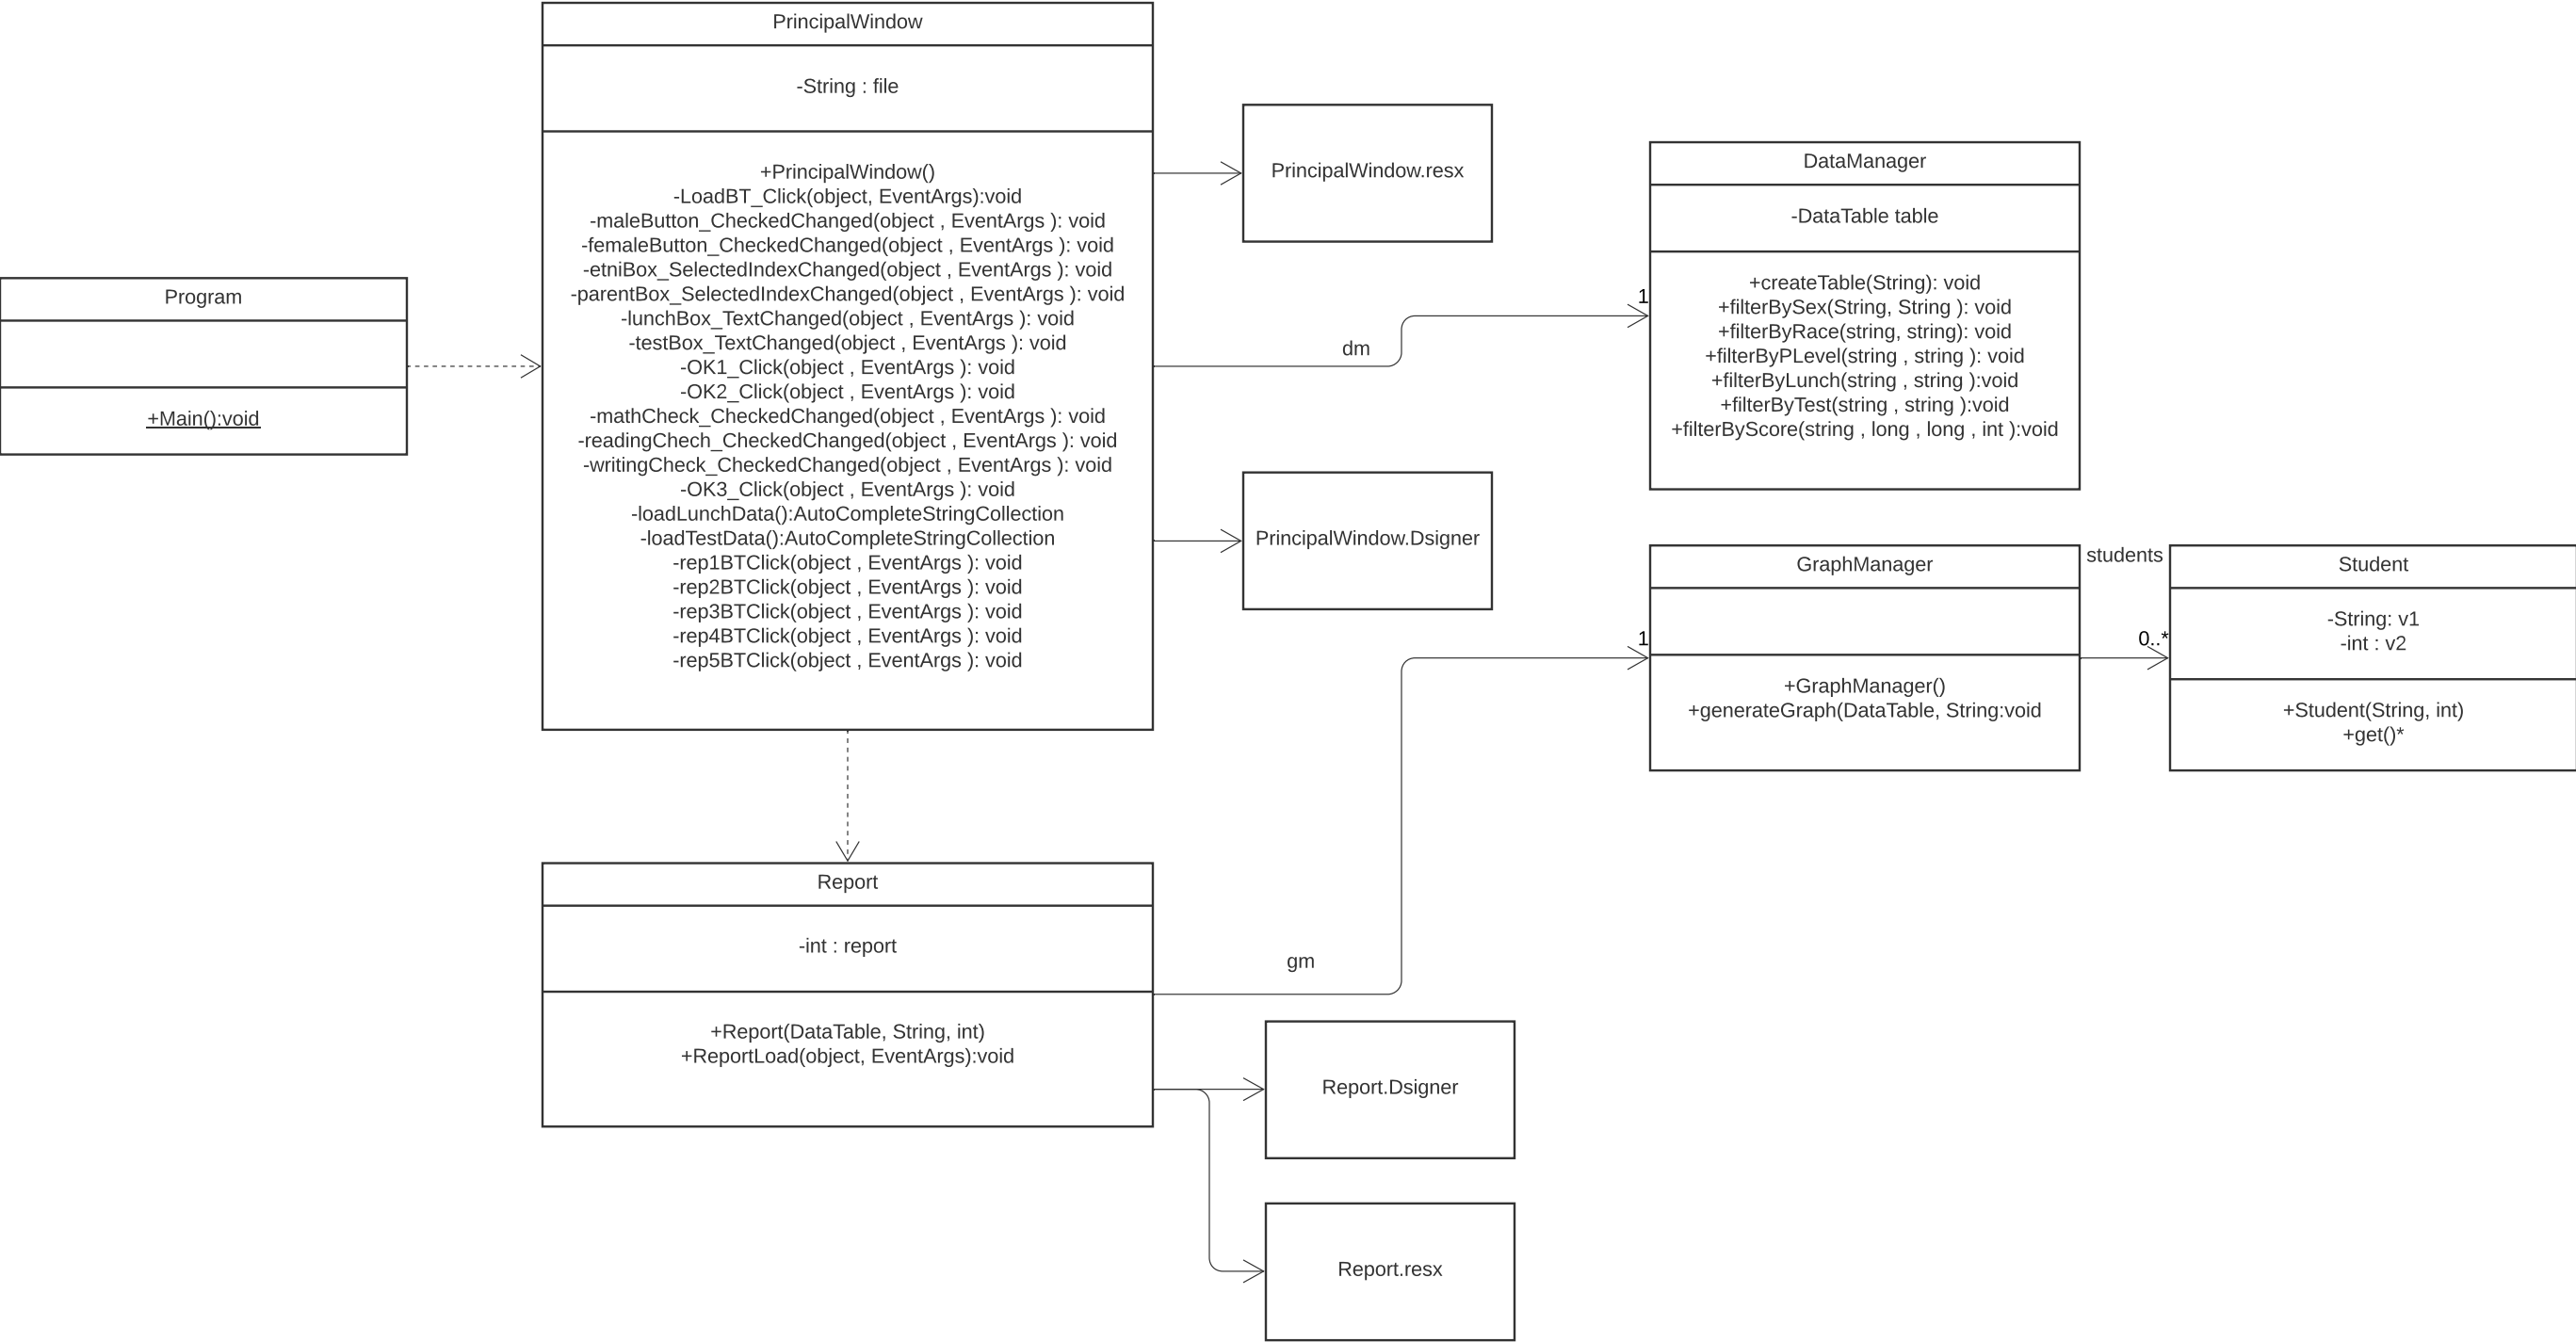 PrincipalWindow
-String : file
+PrincipalWindow()
-LoadBT_Click(object, EventArgs):void
-maleButton_CheckedChanged(object , EventArgs ): void
-femaleButton_CheckedChanged(object , EventArgs ): void
-etniBox_SelectedIndexChanged(object , EventArgs ): void
-parentBox_SelectedIndexChanged(object , EventArgs ): void
-lunchBox_TextChanged(object , EventArgs ): void
-testBox_TextChanged(object , EventArgs ): void
-OK1_Click(object , EventArgs ): void
-OK2_Click(object , EventArgs ): void
-mathCheck_CheckedChanged(object , EventArgs ): void
-readingChech_CheckedChanged(object , EventArgs ): void
-writingCheck_CheckedChanged(object , EventArgs ): void
-OK3_Click(object , EventArgs ): void
-loadLunchData():AutoCompleteStringCollection
-loadTestData():AutoCompleteStringCollection
-rep1BTClick(object , EventArgs ): void
-rep2BTClick(object , EventArgs ): void
-rep3BTClick(object , EventArgs ): void
-rep4BTClick(object , EventArgs ): void
-rep5BTClick(object , EventArgs ): void
Program
+Main():void
PrincipalWindow.resx
dm
1
DataManager
-DataTable table
+createTable(String): void
+filterBySex(String, String ): void
+filterByRace(string, string): void
+filterByPLevel(string , string ): void
+filterByLunch(string , string ):void
+filterByTest(string , string ):void
+filterByScore(string , long , long , int ):void
PrincipalWindow.Dsigner
1
GraphManager
+GraphManager()
+generateGraph(DataTable, String:void
students
0..*
Student
-String: v1
-int : v2
+Student(String, int)
+get()*
Report
-int : report
+Report(DataTable, String, int)
+ReportLoad(object, EventArgs):void
gm
Report.Dsigner
Report.resx